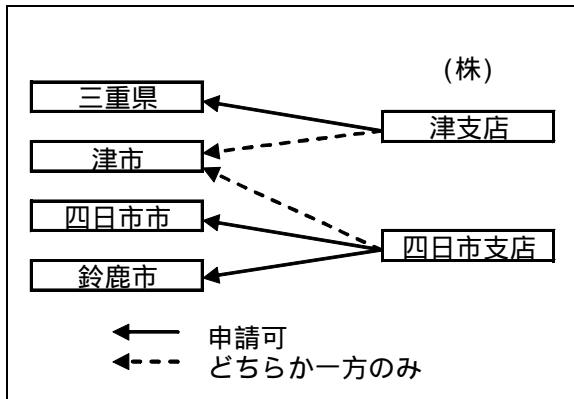 (株)
三重県
津支店
津市
四日市市
四日市支店
鈴鹿市
申請可
どちらか一方のみ